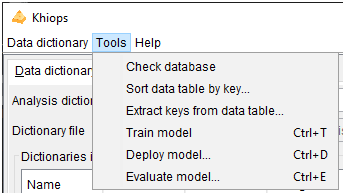 Khiops
Data dictionary Tools Help
Check database
Sort data table by key...
Extract keys from data table...
Train model Ctrl+T
Deploy model... Ctrl+D
Evaluate model... Ctrl+E
Data dictionary
Analysis dictio
Dictionary file
Dictionaries i
Name